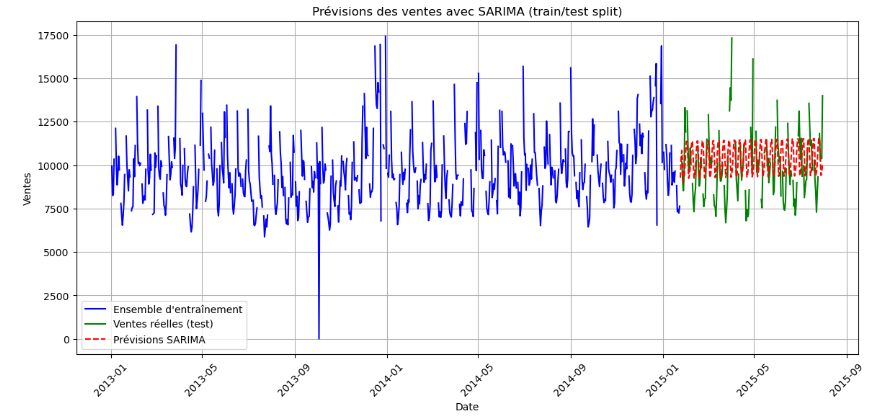 Prévisions des ventes avec SARIMA (train/test split)
Ventes
17500
15000
12500
10000
7500
5000
2500
0
Ensemble d'entraînement
Ventes réelles (test)
Prévisions SARIMA
2013-01
2013-05
2013-09
2014-01
2014-05
2014-09
2015-01
2015-05
2015-09
Date